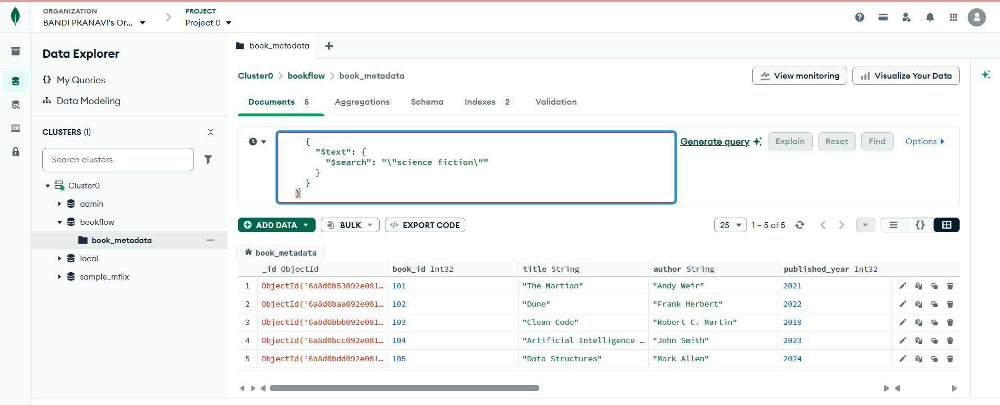 ORGANIZATION
BANDI PRANAVI's Or...
PROJECT
Project 0
Data Explorer
My Queries
Data Modeling
CLUSTERS (1)
Search clusters
Cluster0
admin
bookflow
book_metadata
local
sample_mflix
book_metadata
Cluster0 > bookflow > book_metadata
View monitoring
Visualize Your Data
Documents 5
Aggregations
Schema
Indexes 2
Validation
{
"$text": {
"$search": "\"science fiction\""
}
}
)
Generate query
Explain
Reset
Find
Options
ADD DATA
BULK
EXPORT CODE
25
1 – 5 of 5
{}
book_metadata
_id ObjectId book_id Int32 title String author String published_year Int32
1 ObjectId('6a8d0b53092e081… 101 "The Martian" "Andy Weir" 2021
2 ObjectId('6a8d0baa092e081… 102 "Dune" "Frank Herbert" 2022
3 ObjectId('6a8d0bbb092e081… 103 "Clean Code" "Robert C. Martin" 2019
4 ObjectId('6a8d0bcc092e081… 104 "Artificial Intelligence … "John Smith" 2023
5 ObjectId('6a8d0bdd092e081… 105 "Data Structures" "Mark Allen" 2024